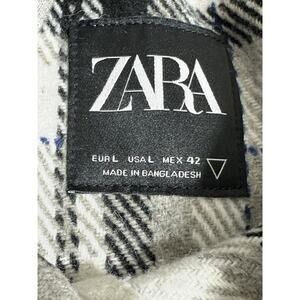 ZARA
EUR L USA L MEX 42
MADE IN BANGLADESH